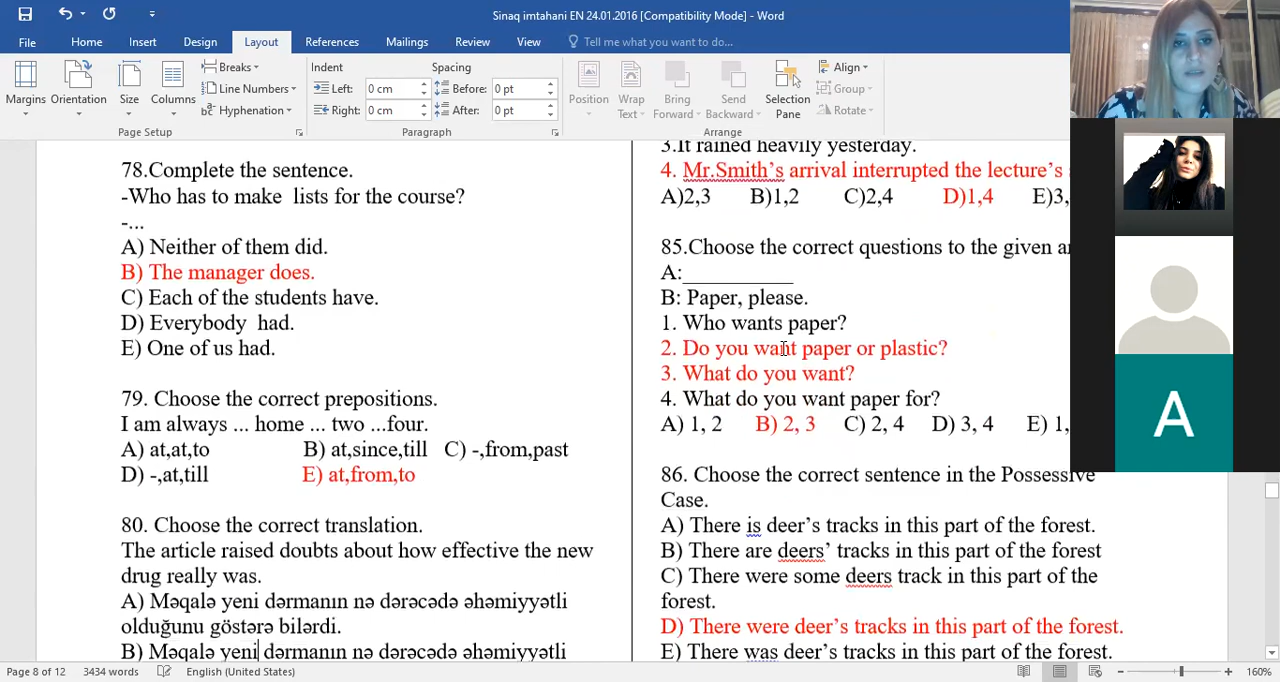 Sinaq imtahani EN 24.01.2016 [Compatibility Mode] - Word
File Home Insert Design Layout References Mailings Review View Tell me what you want to do...
Margins Orientation Size Columns
Breaks
Line Numbers
Hyphenation
Page Setup
Indent Spacing
Left: 0 cm Before: 0 pt
Right: 0 cm After: 0 pt
Paragraph
Position Wrap Text Bring Forward Send Backward Selection Pane
Align
Group
Rotate
Arrange
78.Complete the sentence.
-Who has to make lists for the course?
-...
A) Neither of them did.
B) The manager does.
C) Each of the students have.
D) Everybody had.
E) One of us had.
79. Choose the correct prepositions.
I am always ... home ... two ...four.
A) at,at,to B) at,since,till C) -,from,past
D) -,at,till E) at,from,to
80. Choose the correct translation.
The article raised doubts about how effective the new
drug really was.
A) Məqalə yeni dərmanın nə dərəcədə əhəmiyyətli
olduğunu göstərə bilərdi.
B) Məqalə yeni dərmanın nə dərəcədə əhəmiyyətli
3.It rained heavily yesterday.
4. Mr.Smith's arrival interrupted the lecture's
A)2,3 B)1,2 C)2,4 D)1,4 E)3,
85.Choose the correct questions to the given
A:__________
B: Paper, please.
1. Who wants paper?
2. Do you want paper or plastic?
3. What do you want?
4. What do you want paper for?
A) 1, 2 B) 2, 3 C) 2, 4 D) 3, 4 E) 1,
86. Choose the correct sentence in the Possessive
Case.
A) There is deer's tracks in this part of the forest.
B) There are deers' tracks in this part of the forest
C) There were some deers track in this part of the
forest.
D) There were deer's tracks in this part of the forest.
E) There was deer's tracks in this part of the forest.
A
Page 8 of 12 3434 words English (United States) 160%